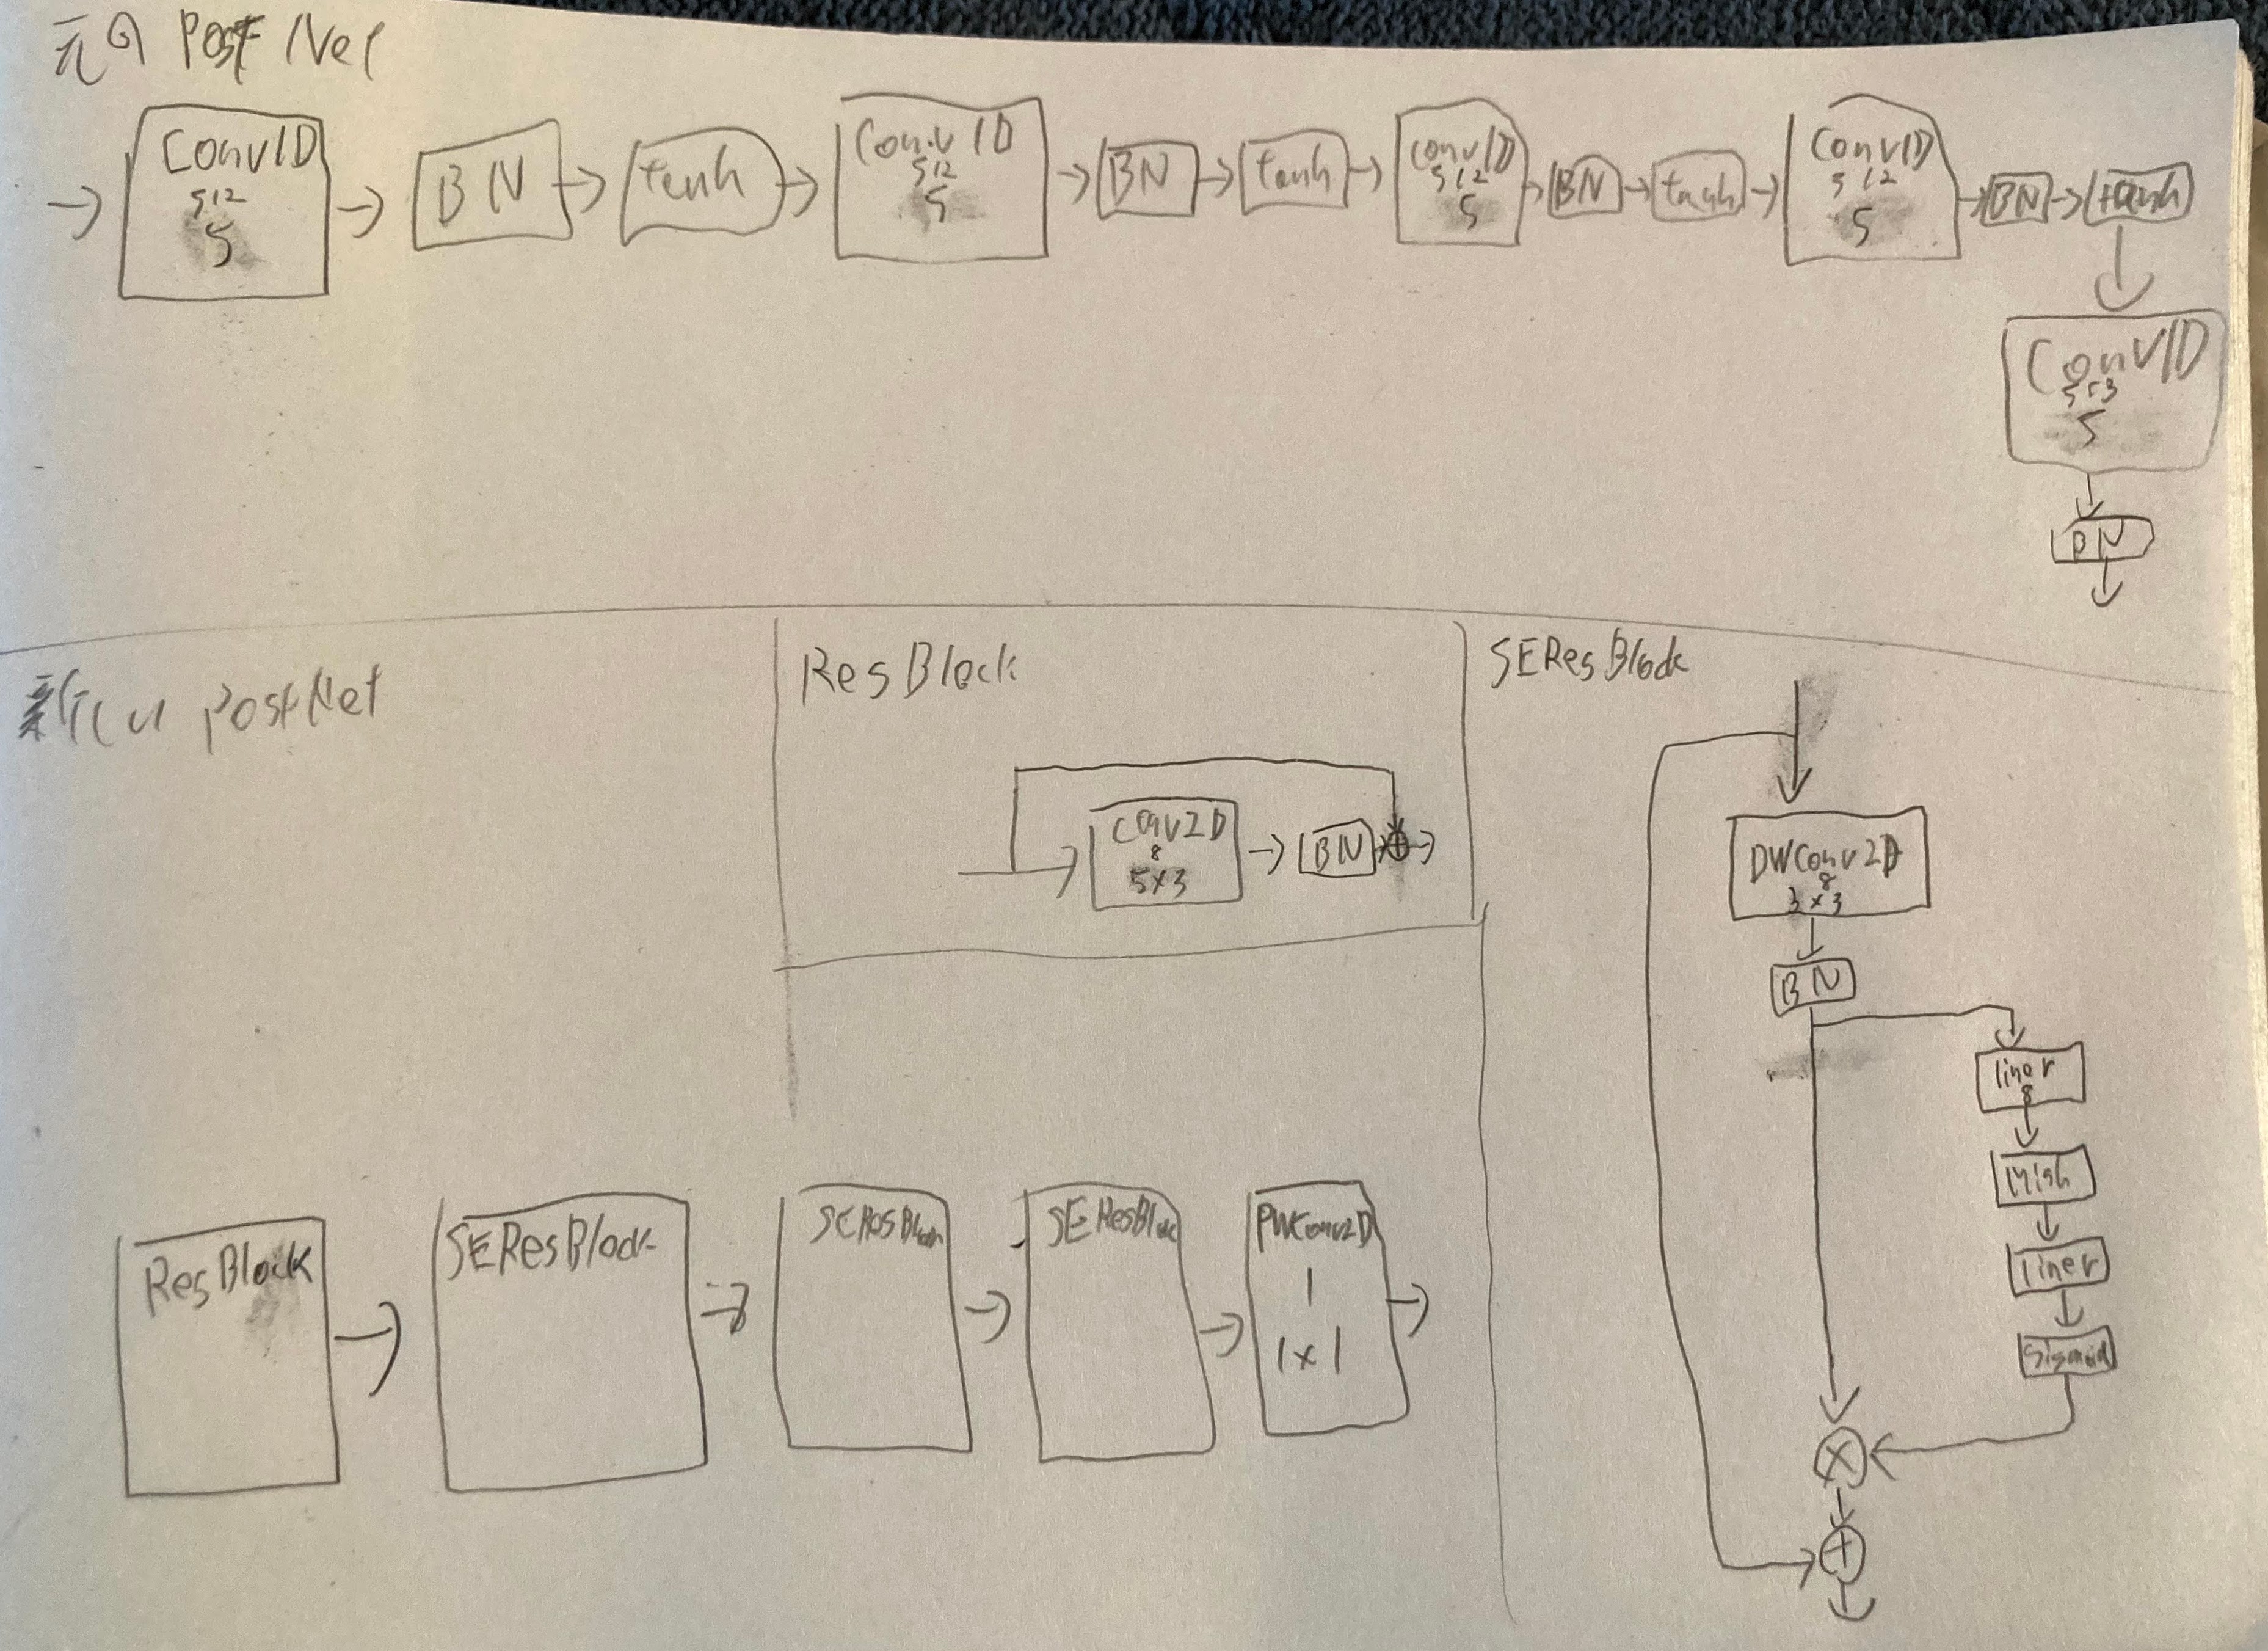 元の Post Net
Conv1D
512
5
BN
tanh
Conv1D
512
5
BN
tanh
Conv1D
512
5
BN
tanh
Conv1D
512
5
BN
tanh
Conv1D
513
5
BN
新しい PostNet
ResBlock
SEResBlock
SEResBlock
SEResBlock
PWConv2D
1
1×1
ResBlock
Conv2D
8
5×3
BN
SEResBlock
DWConv2D
8
3×3
BN
liner
8
Mish
liner
sigmoid